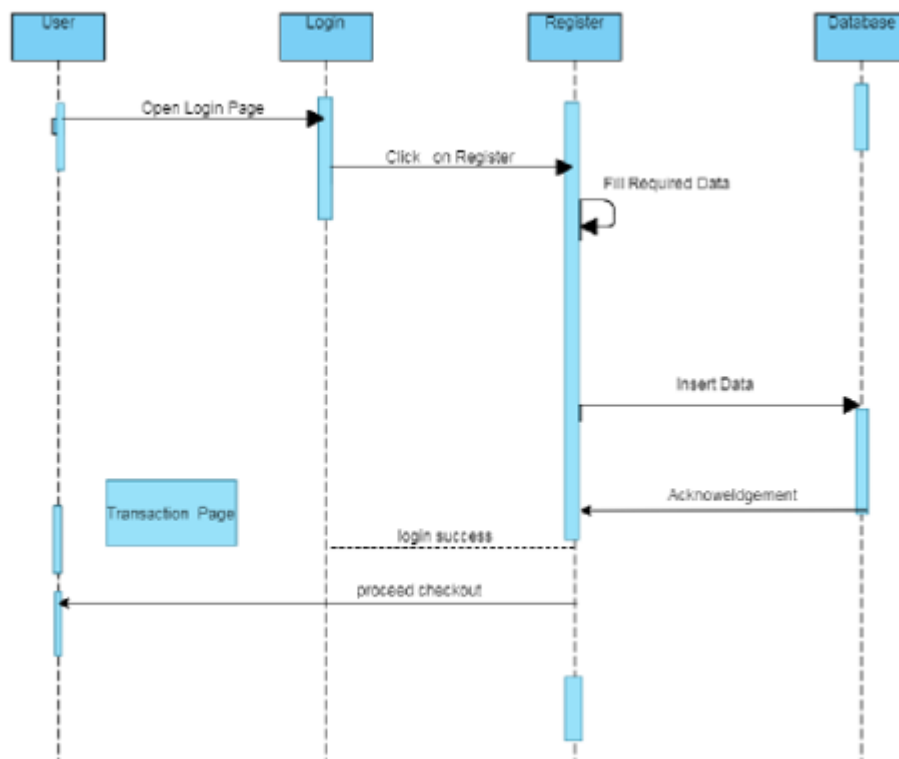 User
Login
Register
Database
Open Login Page
Click on Register
Fill Required Data
Insert Data
Acknoweldgement
Transaction Page
login success
proceed checkout